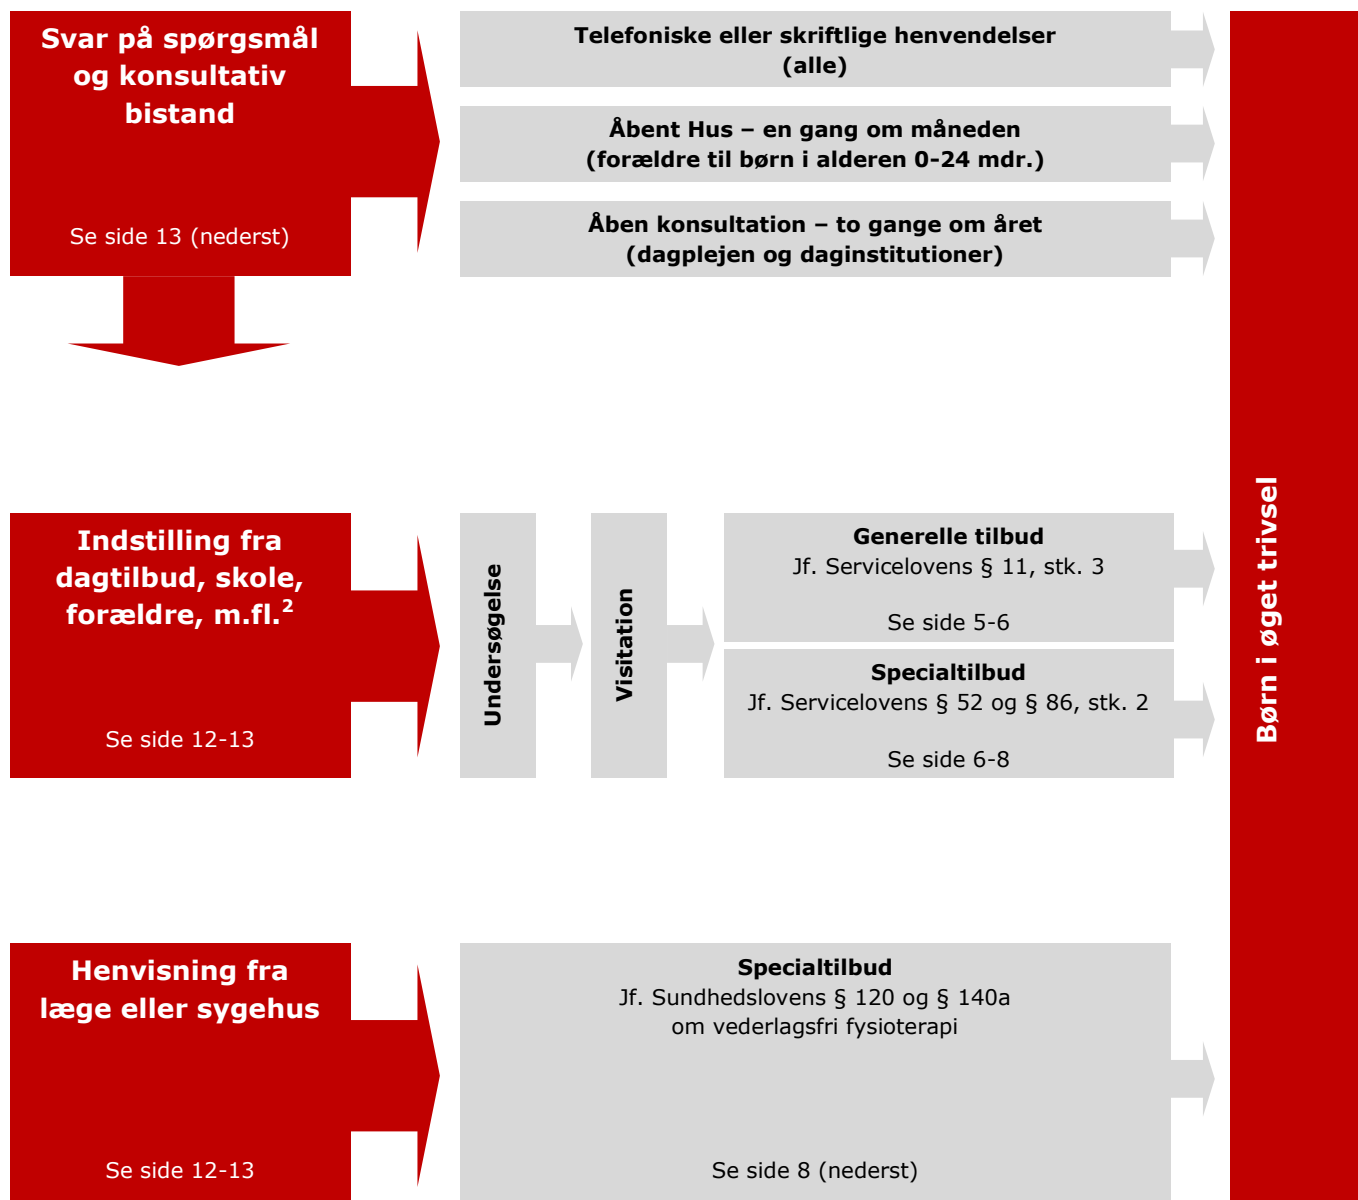 Svar på spørgsmål
og konsultativ
bistand
Se side 13 (nederst)
Telefoniske eller skriftlige henvendelser
(alle)
Åbent Hus – en gang om måneden
(forældre til børn i alderen 0-24 mdr.)
Åben konsultation – to gange om året
(dagplejen og daginstitutioner)
Indstilling fra
dagtilbud, skole,
forældre, m.fl.²
Se side 12-13
Undersøgelse
Visitation
Generelle tilbud
Jf. Servicelovens § 11, stk. 3
Se side 5-6
Specialtilbud
Jf. Servicelovens § 52 og § 86, stk. 2
Se side 6-8
Henvisning fra
læge eller sygehus
Se side 12-13
Specialtilbud
Jf. Sundhedslovens § 120 og § 140a
om vederlagsfri fysioterapi
Se side 8 (nederst)
Børn i øget trivsel